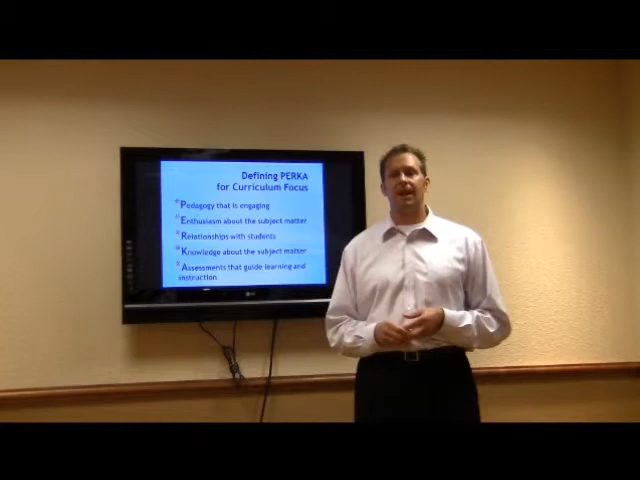 Defining PERKA
for Curriculum Focus
Pedagogy that is engaging
Enthusiasm about the subject matter
Relationships with students
Knowledge about the subject matter
Assessments that guide learning and
instruction
LG